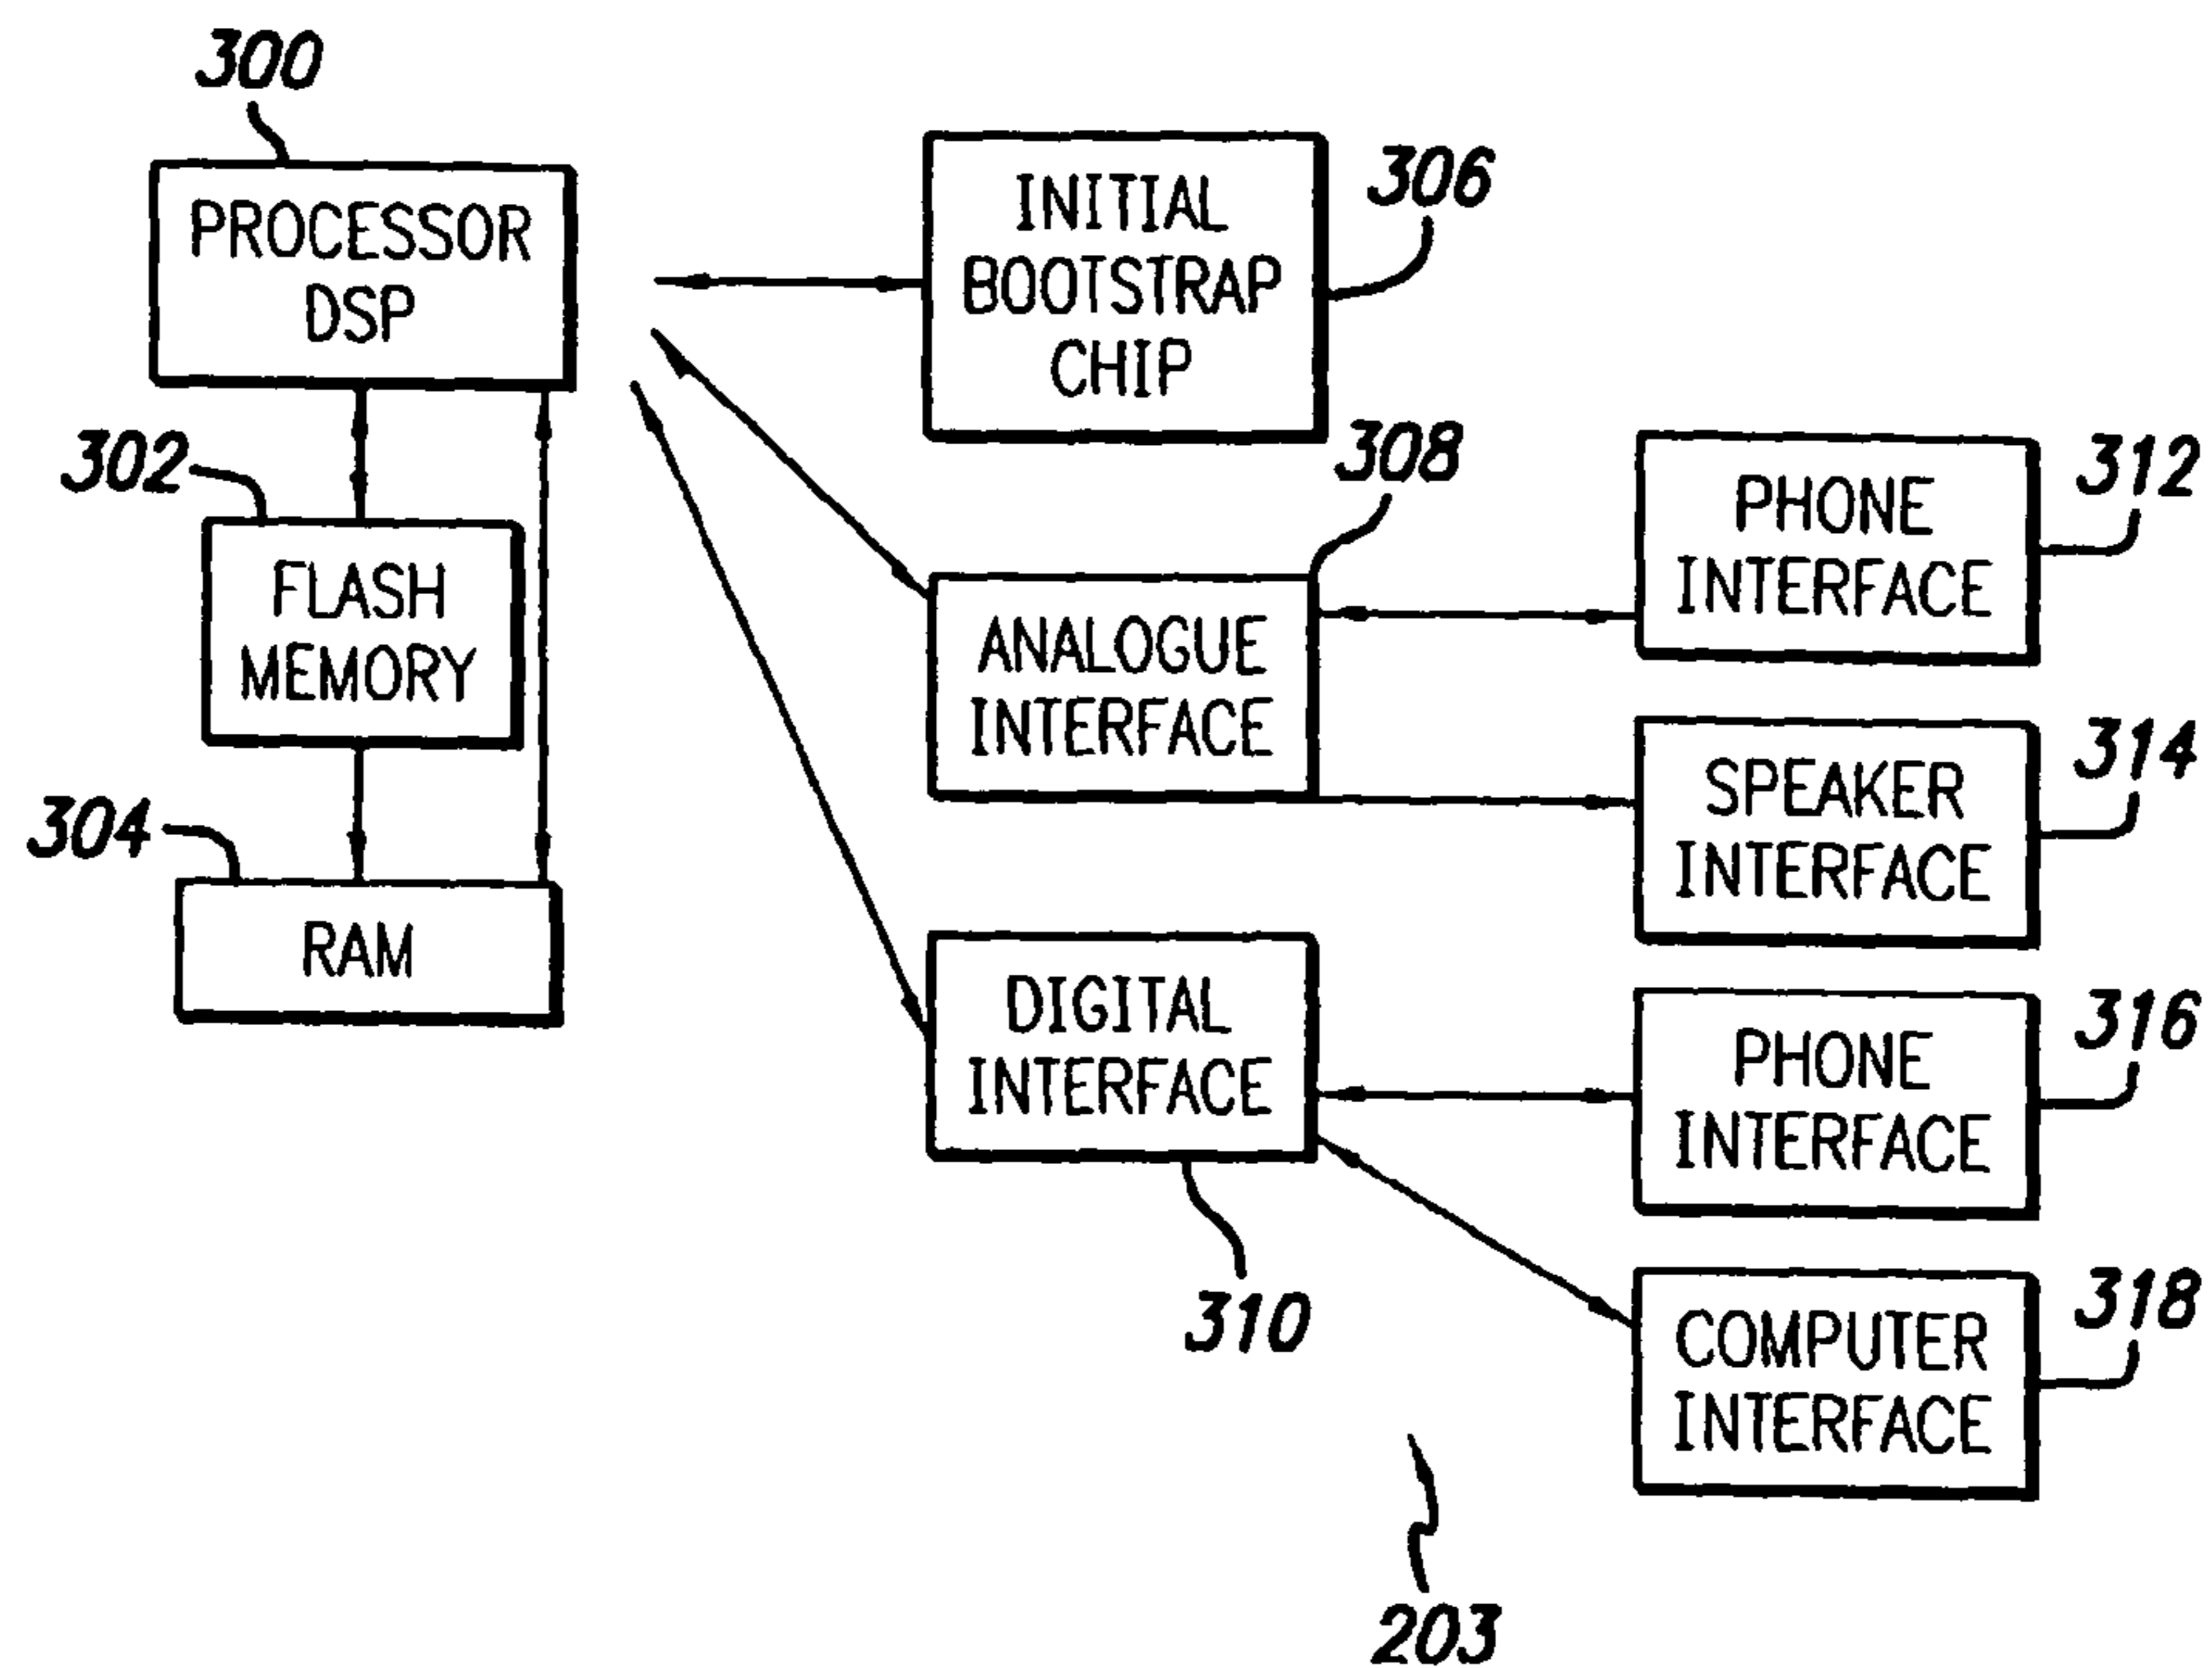 300
PROCESSOR
DSP
302
FLASH
MEMORY
304
RAM
INITIAL
BOOTSTRAP
CHIP
306
308
ANALOGUE
INTERFACE
DIGITAL
INTERFACE
310
PHONE
INTERFACE
312
SPEAKER
INTERFACE
314
PHONE
INTERFACE
316
COMPUTER
INTERFACE
318
203